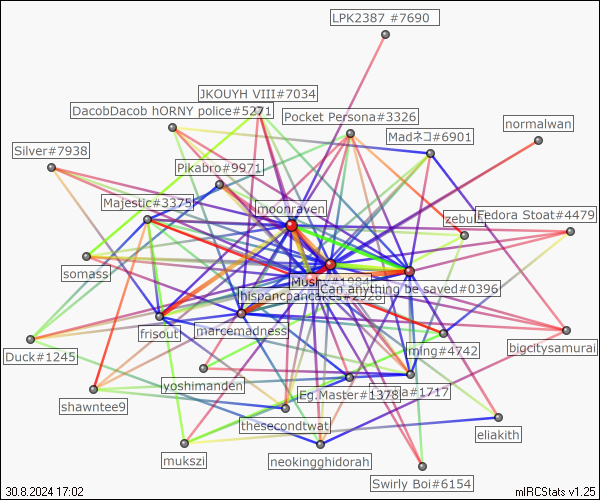 LPK2387 #7690
JKOUYH VIII#7034
DacobDacob hORNY police#5271
Pocket Persona#3326
normalwan
Madネコ#6901
Silver#7938
Pikabro#9971
Majestic#3375
moonraven
zebul
Fedora Stoat#4479
somass
Can anything be saved#0396
hispancpancakes#2928
frisout
marcemadness
ming#4742
bigcitysamurai
Duck#1245
yoshimanden
Eg.Master#1378
a#1717
shawntee9
thesecondtwat
eliakith
mukszi
neokingghidorah
Swirly Boi#6154
30.8.2024 17:02
mIRCStats v1.25